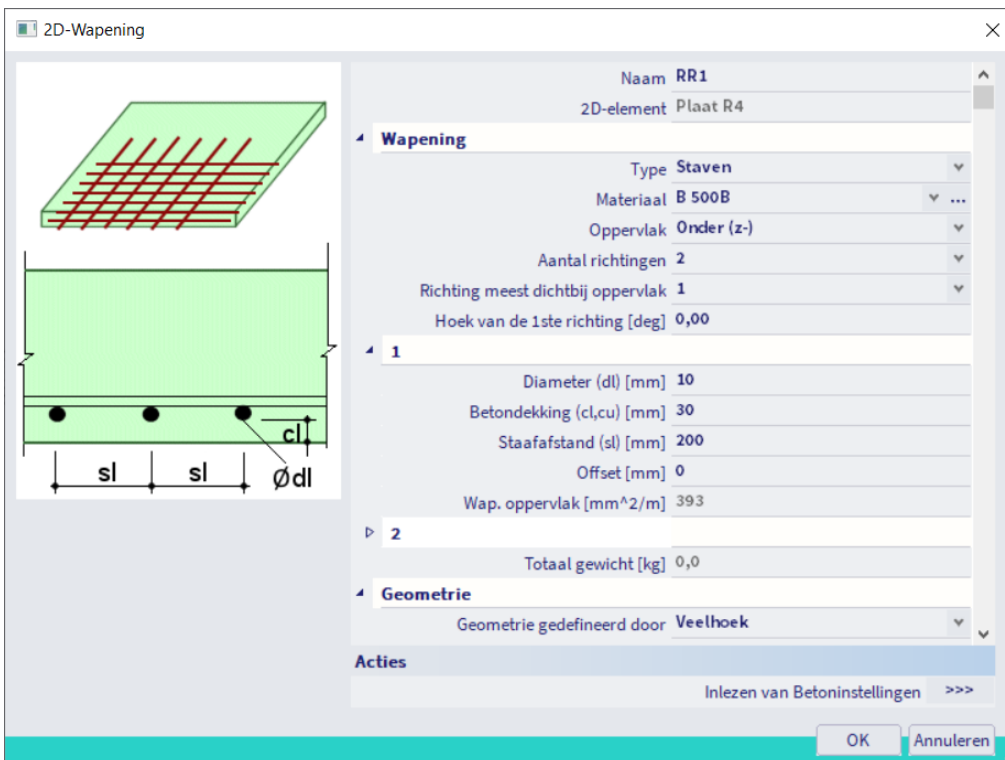 2D-Wapening
Naam RR1
2D-element Plaat R4
Wapening
Type Staven
Materiaal B 500B ...
Oppervlak Onder (z-)
Aantal richtingen 2
Richting meest dichtbij oppervlak 1
Hoek van de 1ste richting [deg] 0,00
1
Diameter (dl) [mm] 10
Betondekking (cl,cu) [mm] 30
Staafafstand (sl) [mm] 200
Offset [mm] 0
Wap. oppervlak [mm^2/m] 393
2
Totaal gewicht [kg] 0,0
Geometrie
Geometrie gedefineerd door Veelhoek
Acties
Inlezen van Betoninstellingen >>>
OK Annuleren
cl
sl sl Ødl